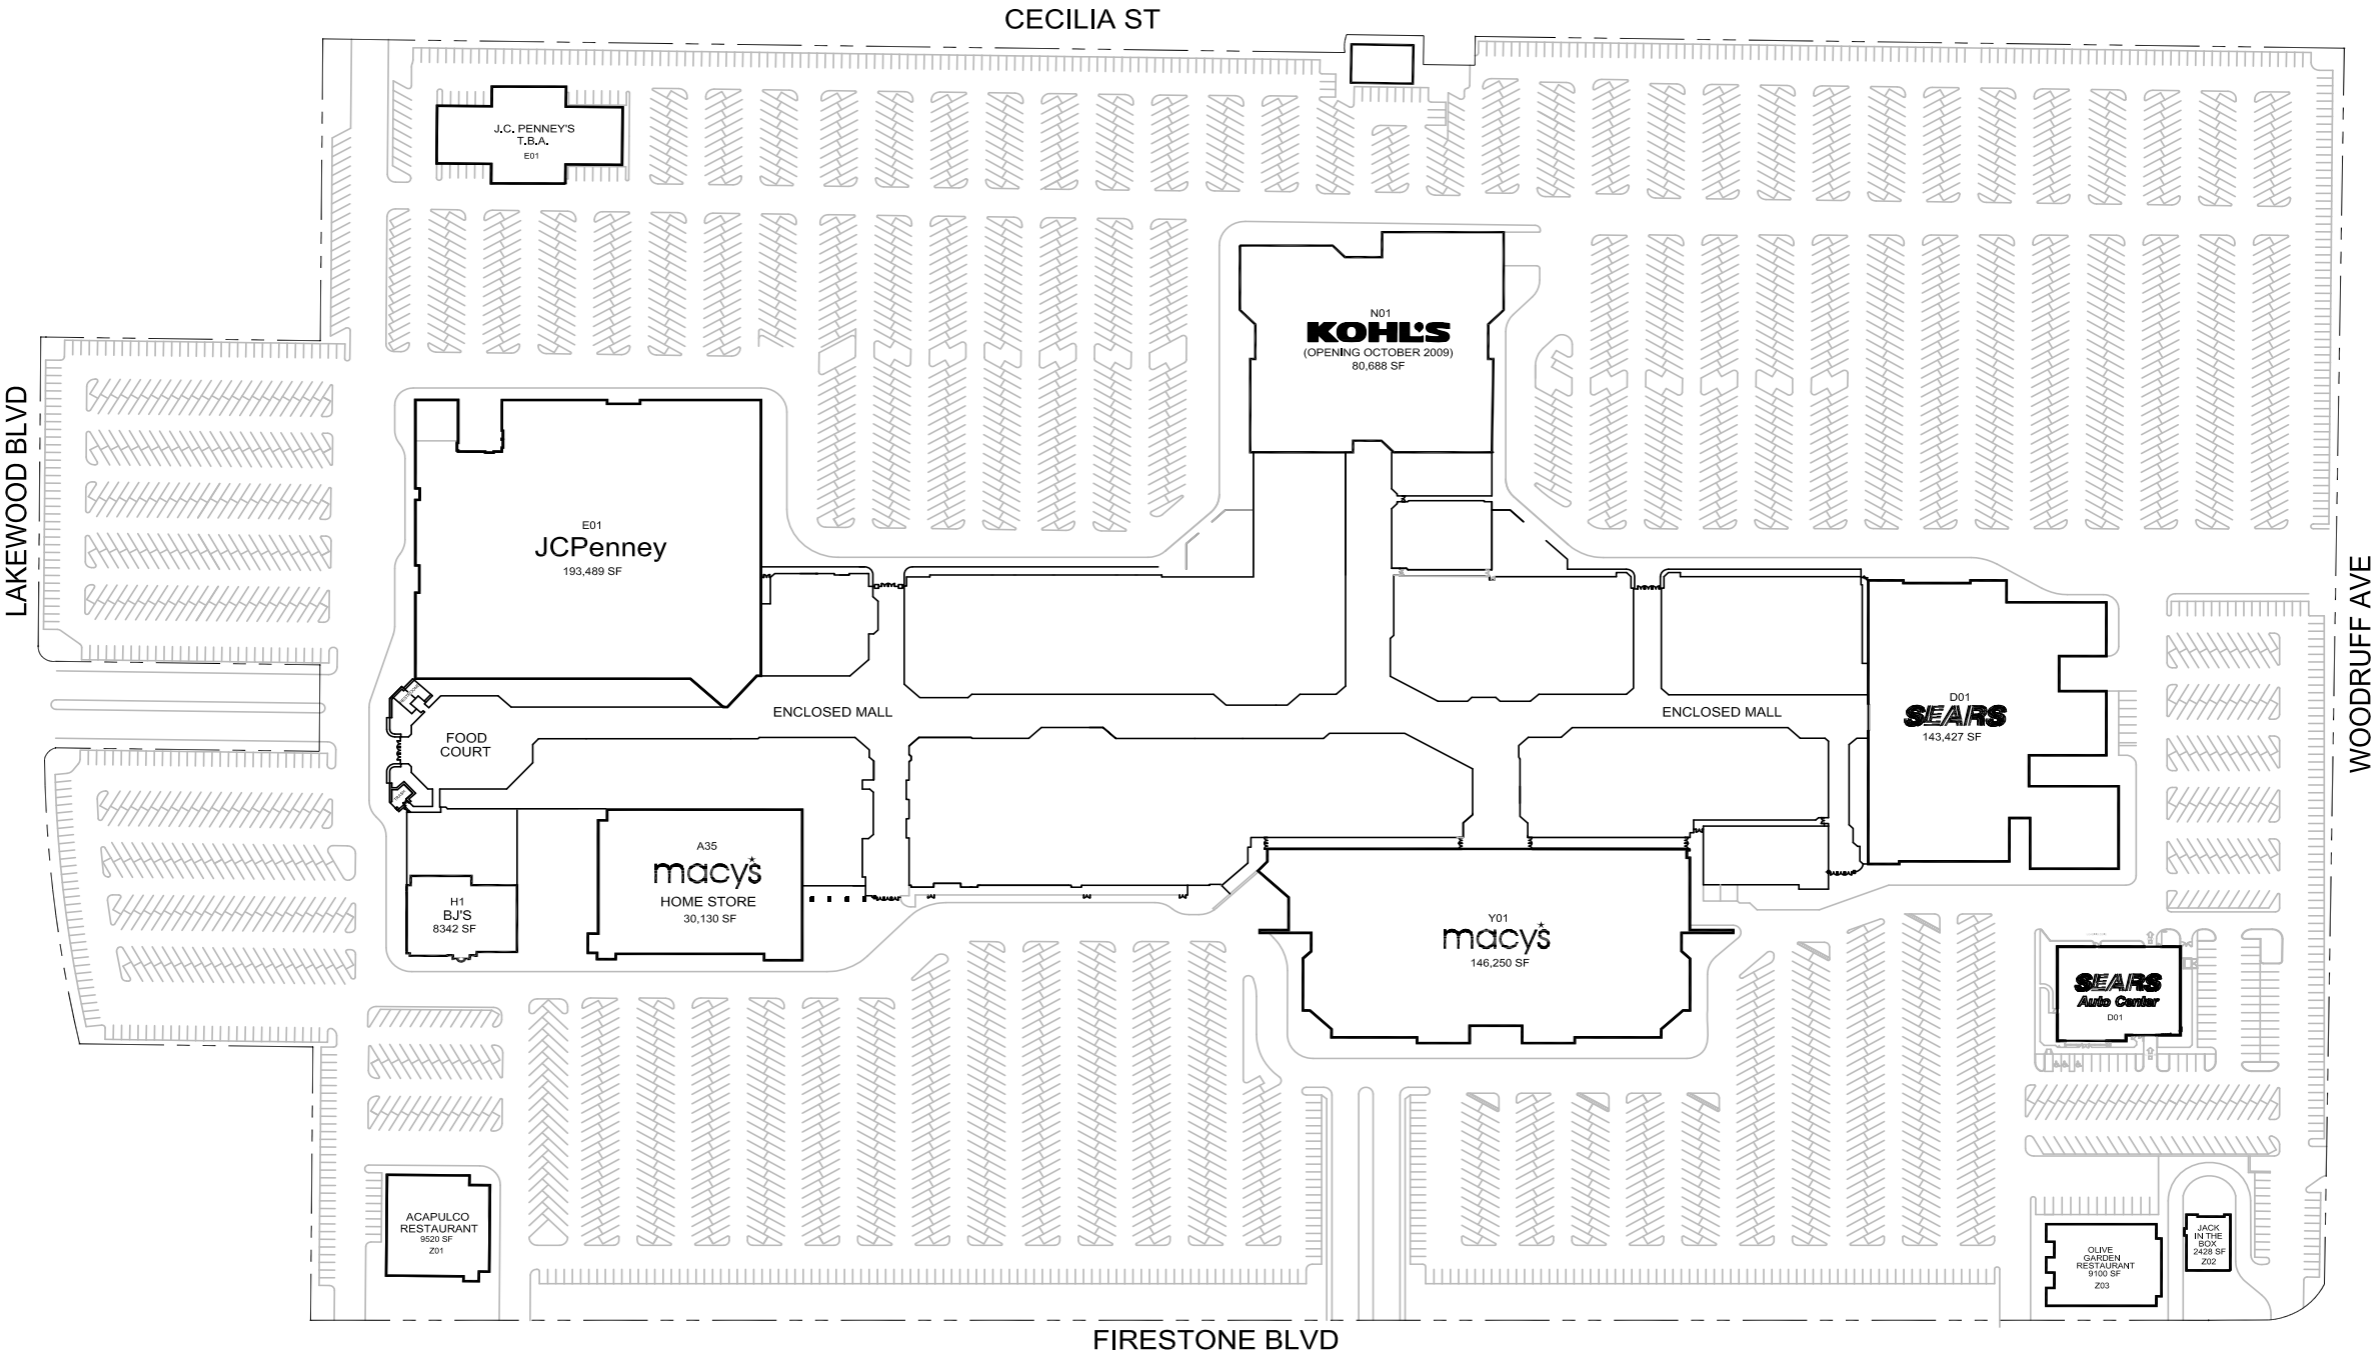 CECILIA ST
J.C. PENNEY'S
T.B.A.
E01
N01
KOHL'S
(OPENING OCTOBER 2009)
80,688 SF
LAKEWOOD BLVD
E01
JCPenney
193,489 SF
WOODRUFF AVE
ENCLOSED MALL
ENCLOSED MALL
D01
SEARS
143,427 SF
FOOD
COURT
A35
macy's
HOME STORE
30,130 SF
H1
BJ'S
8342 SF
Y01
macy's
146,250 SF
SEARS
Auto Center
D01
ACAPULCO
RESTAURANT
9520 SF
Z01
OLIVE
GARDEN
RESTAURANT
9100 SF
Z03
JACK
IN THE
BOX
2428 SF
Z02
FIRESTONE BLVD